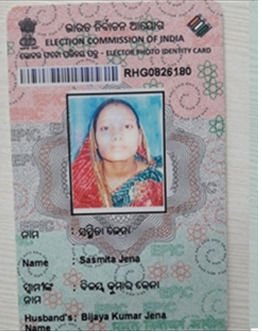 ଭାରତ ନିର୍ବାଚନ ଆୟୋଗ
ELECTION COMMISSION OF INDIA
ଭୋଟର ଫଟୋ ପରିଚୟ ପତ୍ର - ELECTOR PHOTO IDENTITY CARD
RHG0826180
ନାମ : ସସ୍ମିତା ଜେନା
Name : Sasmita Jena
ସ୍ୱାମୀଙ୍କ ନାମ : ବିଜୟ କୁମାର ଜେନା
Husband's : Bijaya Kumar Jena
Name